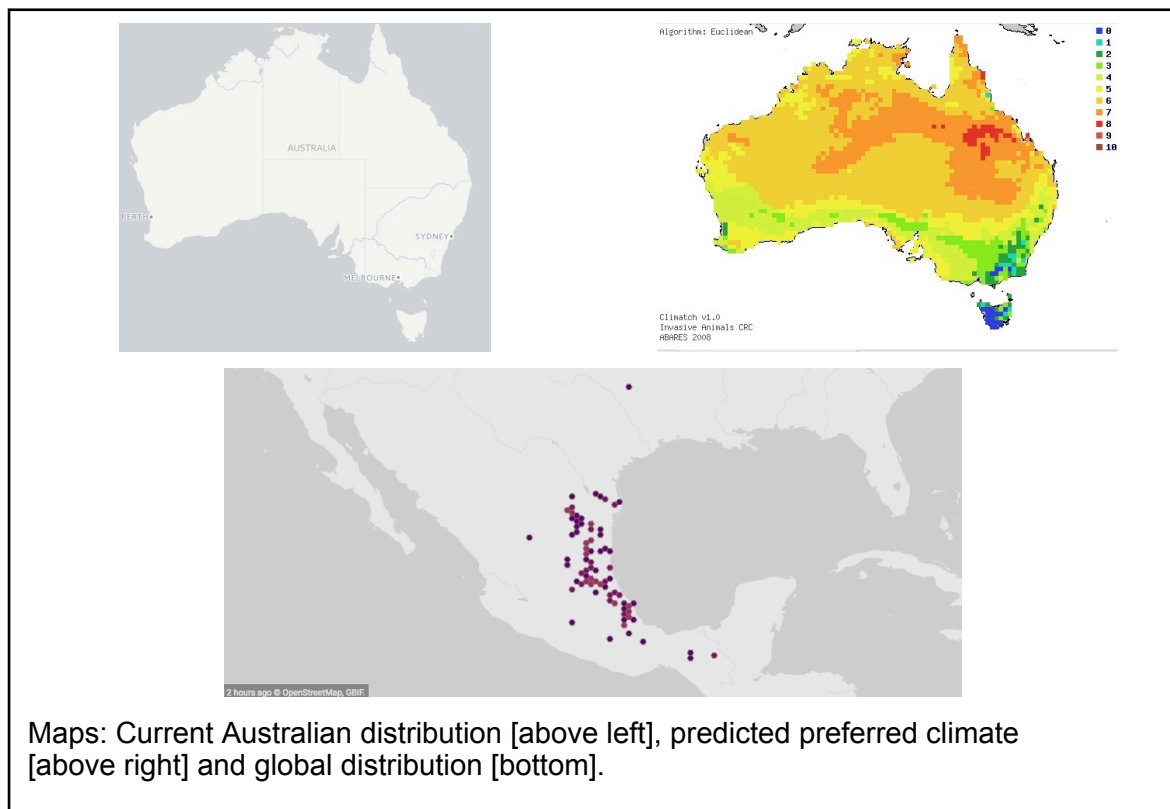 AUSTRALIA
PERTH
SYDNEY
MELBOURNE
Algorithm: Euclidean
0
1
2
3
4
5
6
7
8
9
10
Climatch v1.0
Invasive Animals CRC
ABARES 2008
2 hours ago © OpenStreetMap, GBIF.
Maps: Current Australian distribution [above left], predicted preferred climate
[above right] and global distribution [bottom].